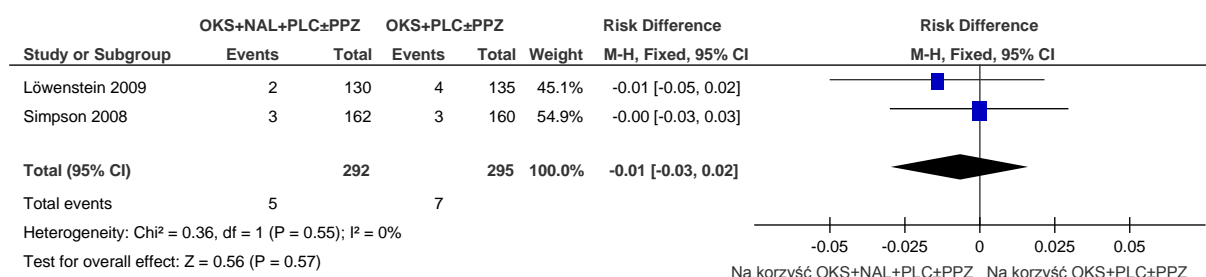 OKS+NAL+PLC±PPZ OKS+PLC±PPZ Risk Difference Risk Difference
Study or Subgroup Events Total Events Total Weight M-H, Fixed, 95% CI M-H, Fixed, 95% CI
Löwenstein 2009 2 130 4 135 45.1% -0.01 [-0.05, 0.02]
Simpson 2008 3 162 3 160 54.9% -0.00 [-0.03, 0.03]
Total (95% CI) 292 295 100.0% -0.01 [-0.03, 0.02]
Total events 5 7
Heterogeneity: Chi² = 0.36, df = 1 (P = 0.55); I² = 0%
Test for overall effect: Z = 0.56 (P = 0.57)
-0.05 -0.025 0 0.025 0.05
Na korzyść OKS+NAL+PLC±PPZ Na korzyść OKS+PLC±PPZ